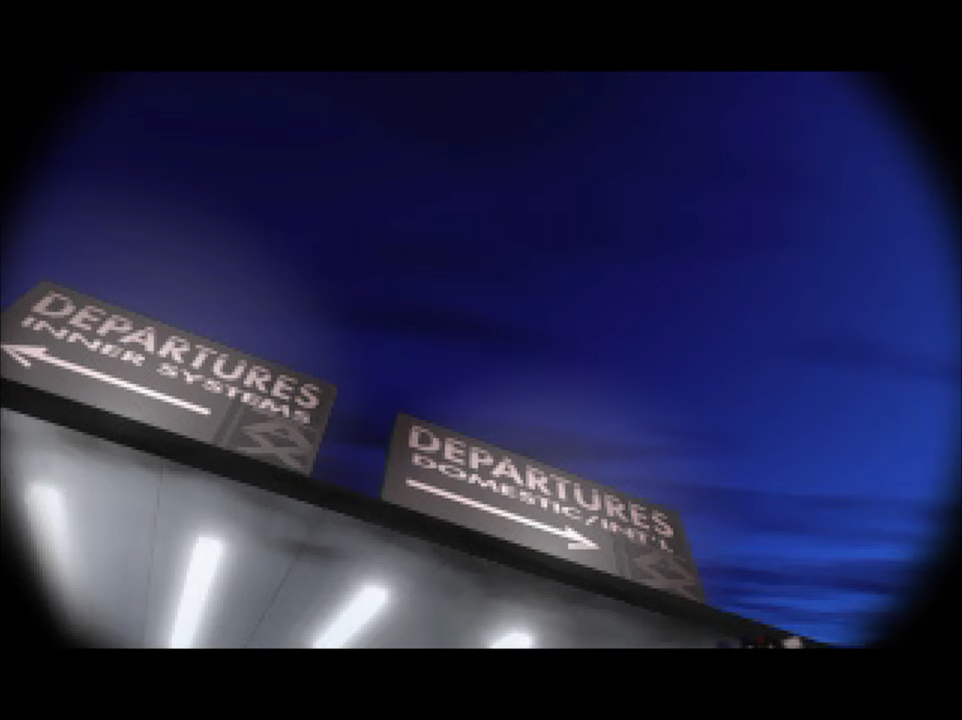 DEPARTURES
INNER SYSTEMS
DEPARTURES
DOMESTIC/INT'L